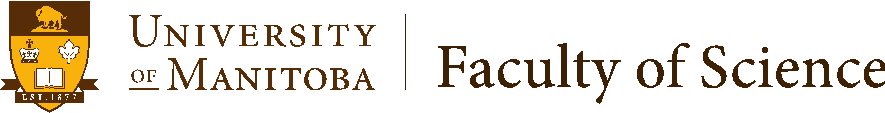 UNIVERSITY
OF MANITOBA
Faculty of Science
EST. 1877